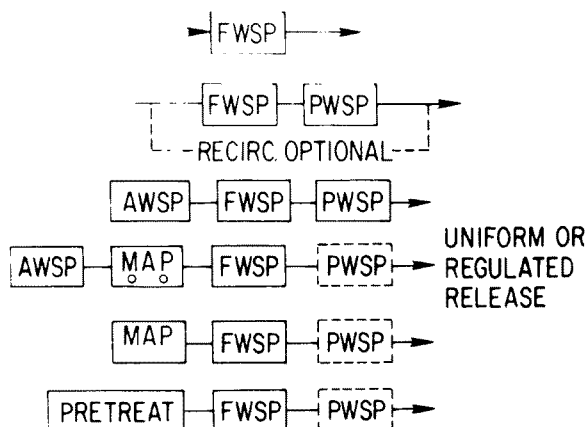 FWSP
FWSP PWSP
RECIRC. OPTIONAL
AWSP FWSP PWSP
AWSP MAP FWSP PWSP
UNIFORM OR
REGULATED
RELEASE
MAP FWSP PWSP
PRETREAT FWSP PWSP